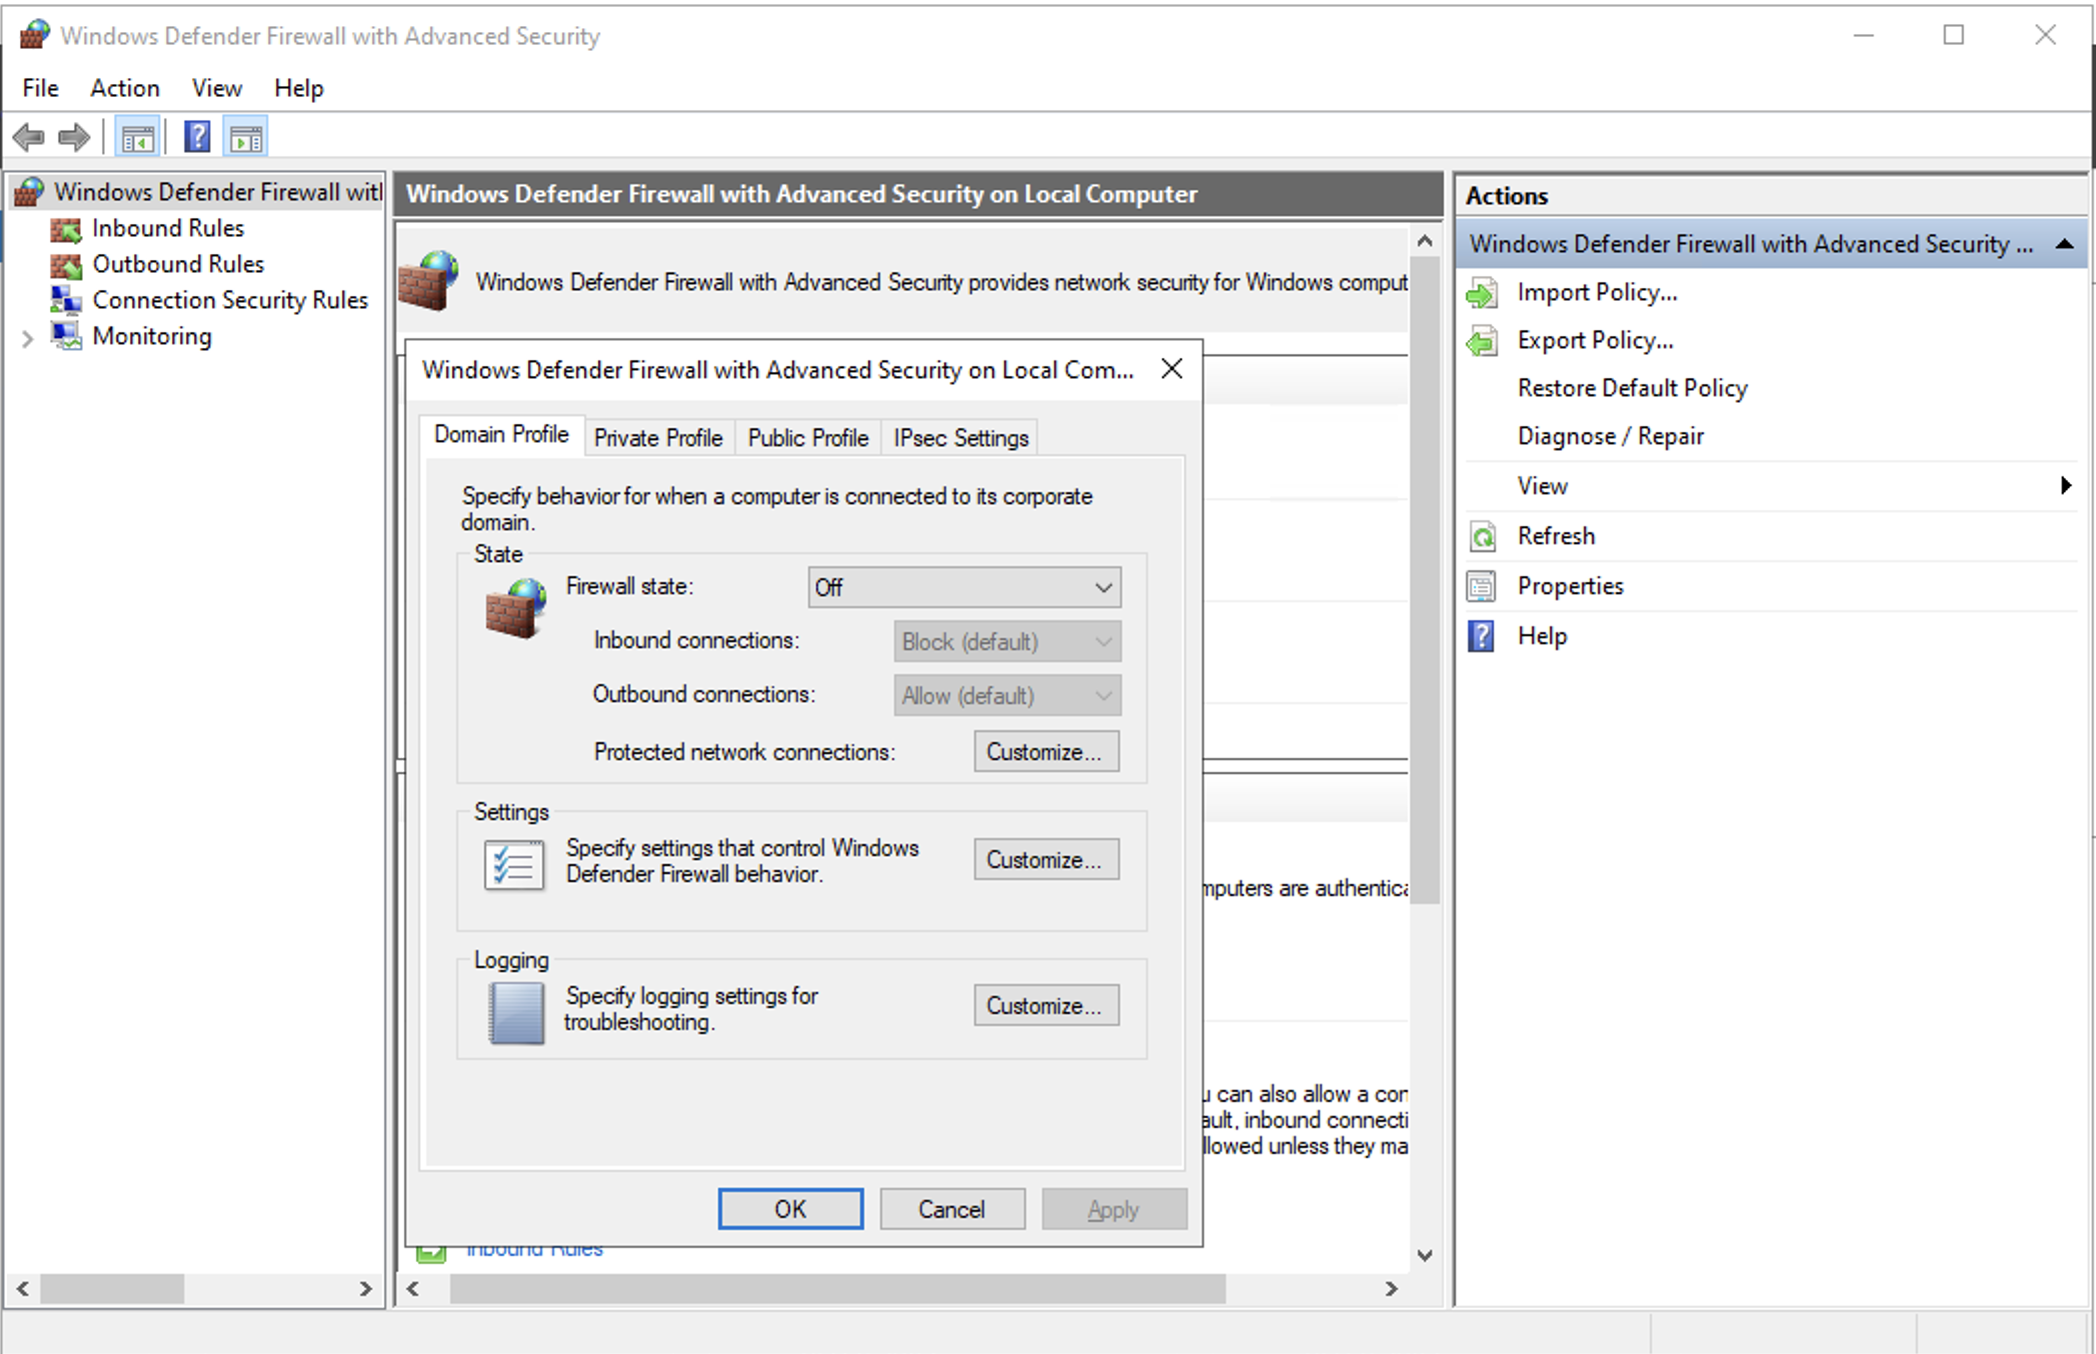 Windows Defender Firewall with Advanced Security
File Action View Help
Windows Defender Firewall with
Inbound Rules
Outbound Rules
Connection Security Rules
Monitoring
Windows Defender Firewall with Advanced Security on Local Computer
Windows Defender Firewall with Advanced Security provides network security for Windows comput
Windows Defender Firewall with Advanced Security on Local Com...
Domain Profile Private Profile Public Profile IPsec Settings
Specify behavior for when a computer is connected to its corporate
domain.
State
Firewall state: Off
Inbound connections: Block (default)
Outbound connections: Allow (default)
Protected network connections: Customize...
Settings
Specify settings that control Windows
Defender Firewall behavior.
Customize...
Logging
Specify logging settings for
troubleshooting.
Customize...
OK Cancel Apply
mputers are authentica
u can also allow a con
ault, inbound connecti
llowed unless they ma
Inbound Rules
Actions
Windows Defender Firewall with Advanced Security ...
Import Policy...
Export Policy...
Restore Default Policy
Diagnose / Repair
View
Refresh
Properties
Help